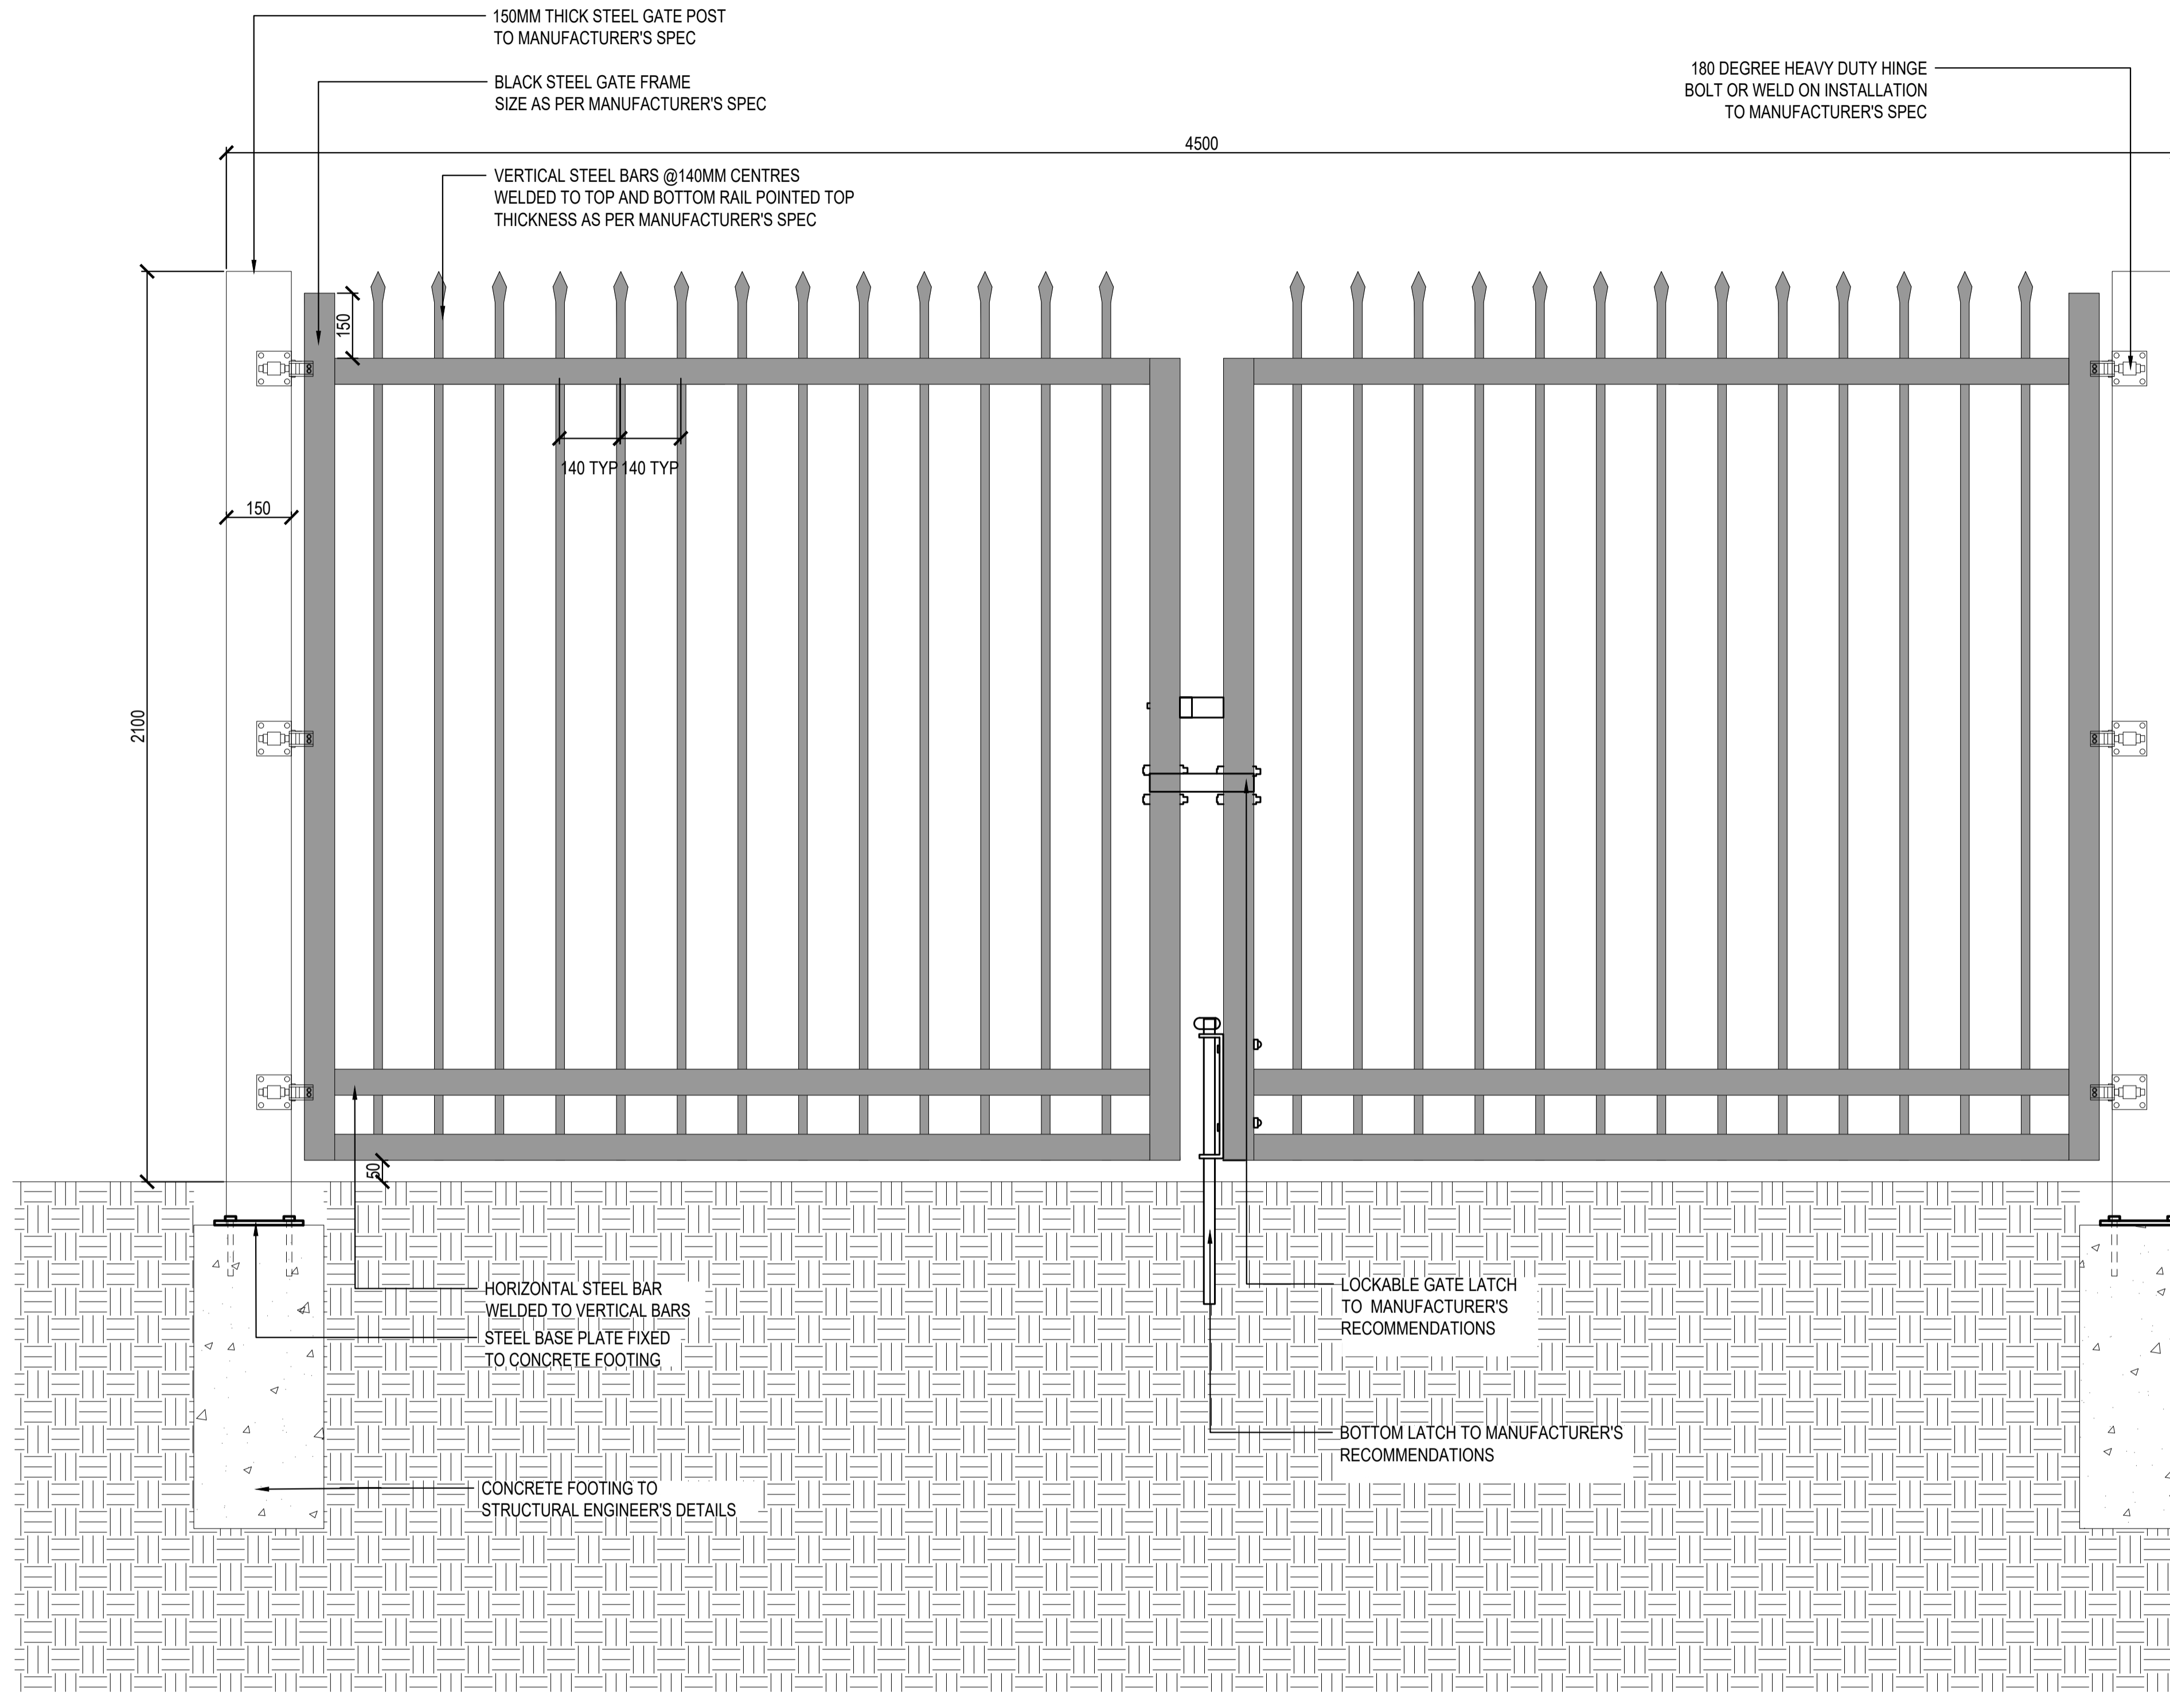 150MM THICK STEEL GATE POST
TO MANUFACTURER'S SPEC
BLACK STEEL GATE FRAME
SIZE AS PER MANUFACTURER'S SPEC
180 DEGREE HEAVY DUTY HINGE
BOLT OR WELD ON INSTALLATION
TO MANUFACTURER'S SPEC
4500
VERTICAL STEEL BARS @140MM CENTRES
WELDED TO TOP AND BOTTOM RAIL POINTED TOP
THICKNESS AS PER MANUFACTURER'S SPEC
150
140 TYP 140 TYP
150
2100
50
HORIZONTAL STEEL BAR
WELDED TO VERTICAL BARS
STEEL BASE PLATE FIXED
TO CONCRETE FOOTING
LOCKABLE GATE LATCH
TO MANUFACTURER'S
RECOMMENDATIONS
BOTTOM LATCH TO MANUFACTURER'S
RECOMMENDATIONS
CONCRETE FOOTING TO
STRUCTURAL ENGINEER'S DETAILS